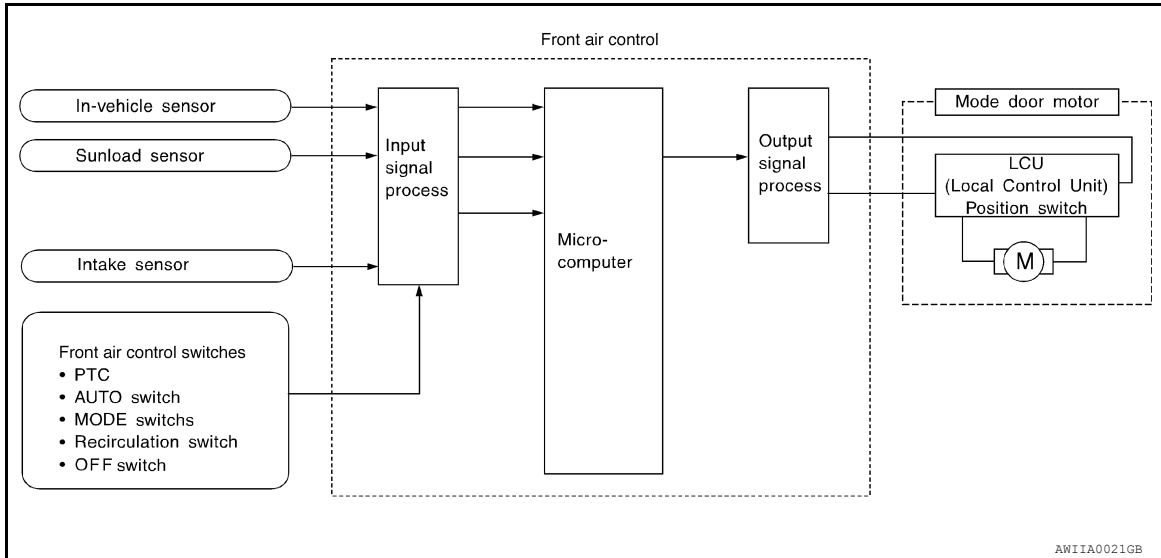 Front air control
In-vehicle sensor
Sunload sensor
Intake sensor
Front air control switches
• PTC
• AUTO switch
• MODE switchs
• Recirculation switch
• OFF switch
Input
signal
process
Micro-
computer
Output
signal
process
Mode door motor
LCU
(Local Control Unit)
Position switch
M
AWIIA0021GB